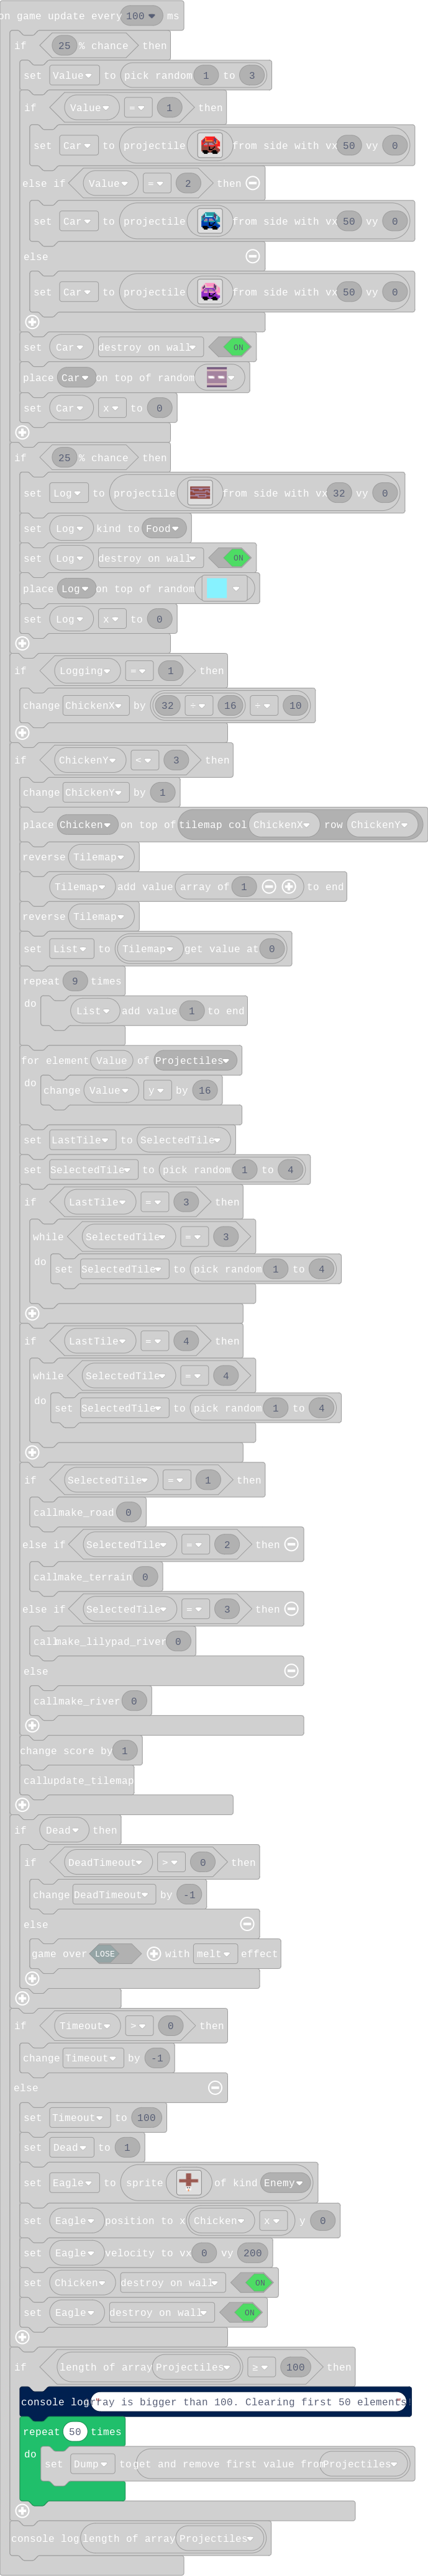 on game update every 100 ms
if 25 % chance then
set Value to pick random 1 to 3
if Value = 1 then
set Car to projectile from side with vx 50 vy 0
else if Value = 2 then
set Car to projectile from side with vx 50 vy 0
else
set Car to projectile from side with vx 50 vy 0
set Car destroy on wall ON
place Car on top of random
set Car x to 0
if 25 % chance then
set Log to projectile from side with vx 32 vy 0
set Log kind to Food
set Log destroy on wall ON
place Log on top of random
set Log x to 0
if Logging = 1 then
change ChickenX by 32 ÷ 16 ÷ 10
if ChickenY < 3 then
change ChickenY by 1
place Chicken on top of tilemap col ChickenX row ChickenY
reverse Tilemap
Tilemap add value array of 1 to end
reverse Tilemap
set List to Tilemap get value at 0
repeat 9 times
do List add value 1 to end
for element Value of Projectiles
do change Value y by 16
set LastTile to SelectedTile
set SelectedTile to pick random 1 to 4
if LastTile = 3 then
while SelectedTile = 3
do set SelectedTile to pick random 1 to 4
if LastTile = 4 then
while SelectedTile = 4
do set SelectedTile to pick random 1 to 4
if SelectedTile = 1 then
call make_road 0
else if SelectedTile = 2 then
call make_terrain 0
else if SelectedTile = 3 then
call make_lilypad_river 0
else
call make_river 0
change score by 1
call update_tilemap
if Dead then
if DeadTimeout > 0 then
change DeadTimeout by -1
else
game over LOSE with melt effect
if Timeout > 0 then
change Timeout by -1
else
set Timeout to 100
set Dead to 1
set Eagle to sprite of kind Enemy
set Eagle position to x Chicken x y 0
set Eagle velocity to vx 0 vy 200
set Chicken destroy on wall ON
set Eagle destroy on wall ON
if length of array Projectiles ≥ 100 then
console log ray is bigger than 100. Clearing first 50 elements
repeat 50 times
do set Dump to get and remove first value from Projectiles
console log length of array Projectiles